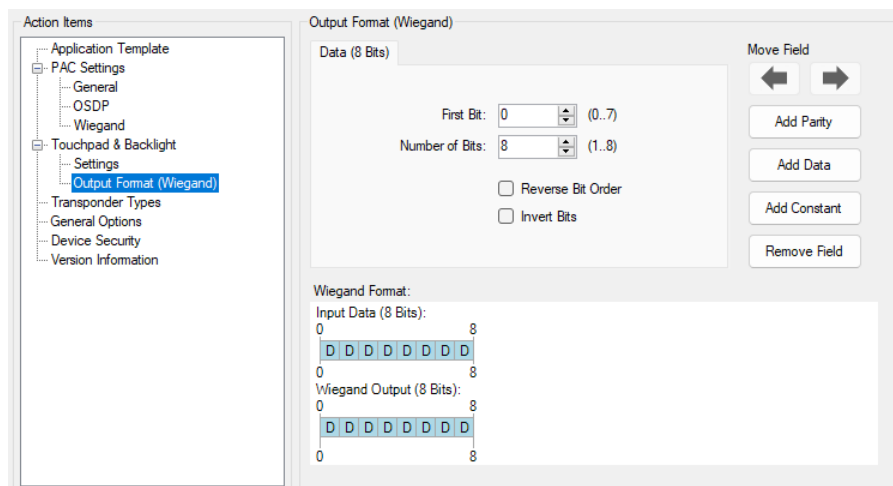 Action Items
Application Template
PAC Settings
General
OSDP
Wiegand
Touchpad & Backlight
Settings
Output Format (Wiegand)
Transponder Types
General Options
Device Security
Version Information
Output Format (Wiegand)
Data (8 Bits)
First Bit: 0 (0..7)
Number of Bits: 8 (1..8)
Reverse Bit Order
Invert Bits
Move Field
Add Parity
Add Data
Add Constant
Remove Field
Wiegand Format:
Input Data (8 Bits):
0 8
D D D D D D D D
0 8
Wiegand Output (8 Bits):
0 8
D D D D D D D D
0 8